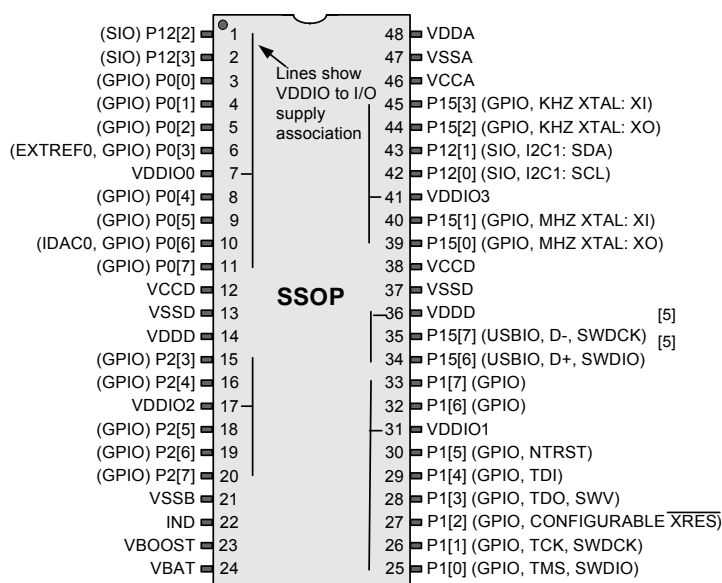 (SIO) P12[2] 1 48 VDDA
(SIO) P12[3] 2 47 VSSA
(GPIO) P0[0] 3 46 VCCA
(GPIO) P0[1] 4 45 P15[3] (GPIO, KHZ XTAL: XI)
(GPIO) P0[2] 5 44 P15[2] (GPIO, KHZ XTAL: XO)
(EXTREF0, GPIO) P0[3] 6 43 P12[1] (SIO, I2C1: SDA)
VDDIO0 7 42 P12[0] (SIO, I2C1: SCL)
(GPIO) P0[4] 8 41 VDDIO3
(GPIO) P0[5] 9 40 P15[1] (GPIO, MHZ XTAL: XI)
(IDAC0, GPIO) P0[6] 10 39 P15[0] (GPIO, MHZ XTAL: XO)
(GPIO) P0[7] 11 38 VCCD
VCCD 12 37 VSSD
VSSD 13 36 VDDD [5]
VDDD 14 35 P15[7] (USBIO, D-, SWDCK) [5]
(GPIO) P2[3] 15 34 P15[6] (USBIO, D+, SWDIO)
(GPIO) P2[4] 16 33 P1[7] (GPIO)
VDDIO2 17 32 P1[6] (GPIO)
(GPIO) P2[5] 18 31 VDDIO1
(GPIO) P2[6] 19 30 P1[5] (GPIO, NTRST)
(GPIO) P2[7] 20 29 P1[4] (GPIO, TDI)
VSSB 21 28 P1[3] (GPIO, TDO, SWV)
IND 22 27 P1[2] (GPIO, CONFIGURABLE XRES)
VBOOST 23 26 P1[1] (GPIO, TCK, SWDCK)
VBAT 24 25 P1[0] (GPIO, TMS, SWDIO)
Lines show
VDDIO to I/O
supply
association
SSOP